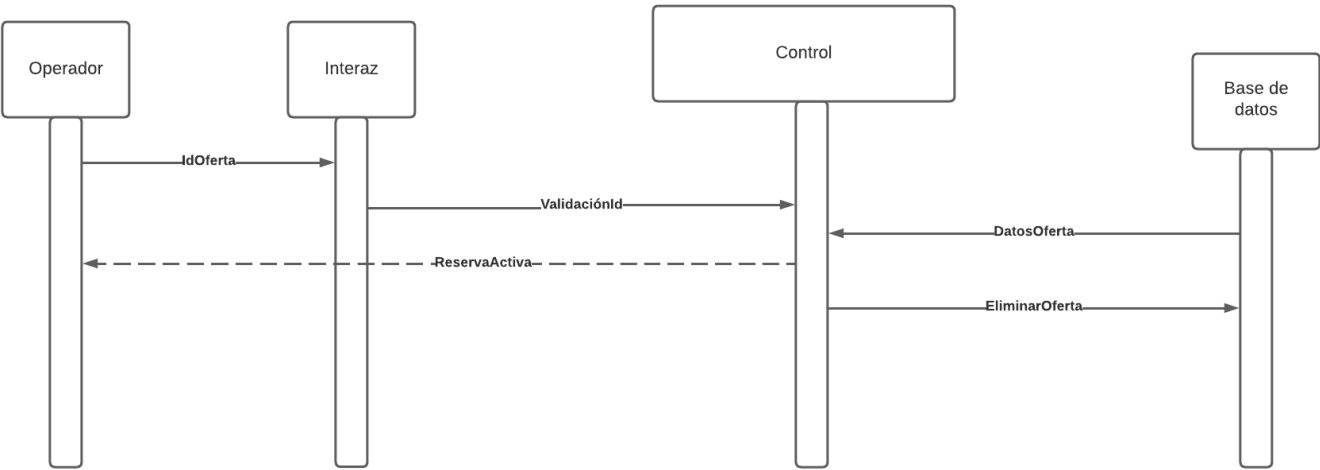 Operador
Interaz
Control
Base de
datos
IdOferta
ValidaciónId
DatosOferta
ReservaActiva
EliminarOferta